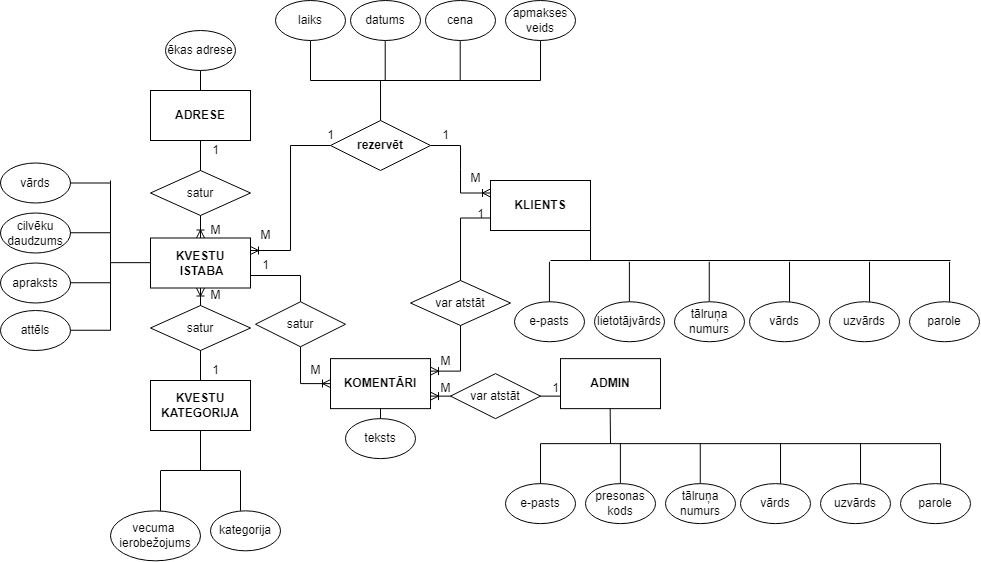 laiks
datums
cena
apmakses
veids
ēkas adrese
ADRESE
1
1
rezervēt
1
vārds
satur
M
KLIENTS
1
cilvēku
daudzums
M
M
KVESTU
ISTABA
1
apraksts
M
var atstāt
attēls
satur
satur
e-pasts
lietotājvārds
tālruņa
numurs
vārds
uzvārds
parole
1
M
KOMENTĀRI
M
M
var atstāt
1
ADMIN
KVESTU
KATEGORIJA
teksts
vecuma
ierobežojums
kategorija
e-pasts
presonas
kods
tālruņa
numurs
vārds
uzvārds
parole